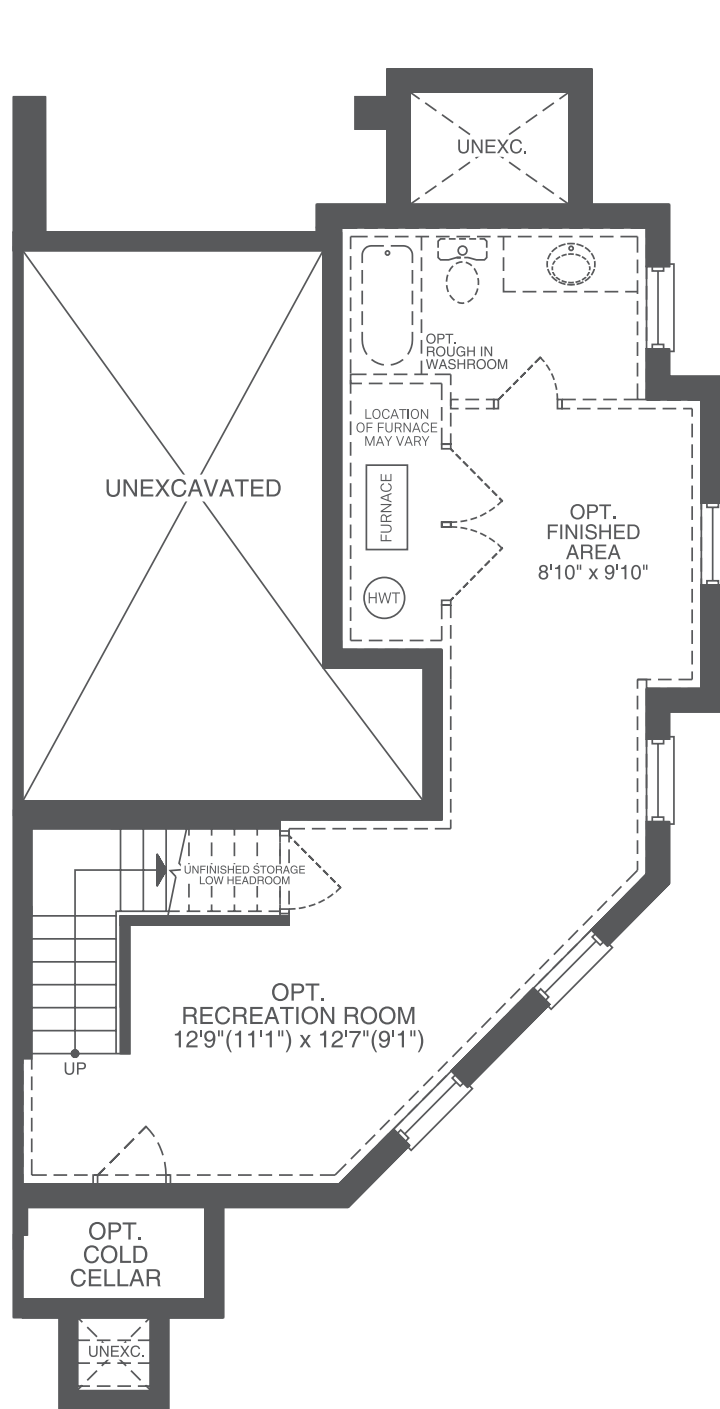 UNEXC.
OPT.
ROUGH IN
WASHROOM
LOCATION
OF FURNACE
MAY VARY
UNEXCAVATED
FURNACE
OPT.
FINISHED
AREA
8'10" x 9'10"
HWT
UNFINISHED STORAGE
LOW HEADROOM
OPT.
RECREATION ROOM
12'9"(11'1") x 12'7"(9'1")
UP
OPT.
COLD
CELLAR
UNEXC.